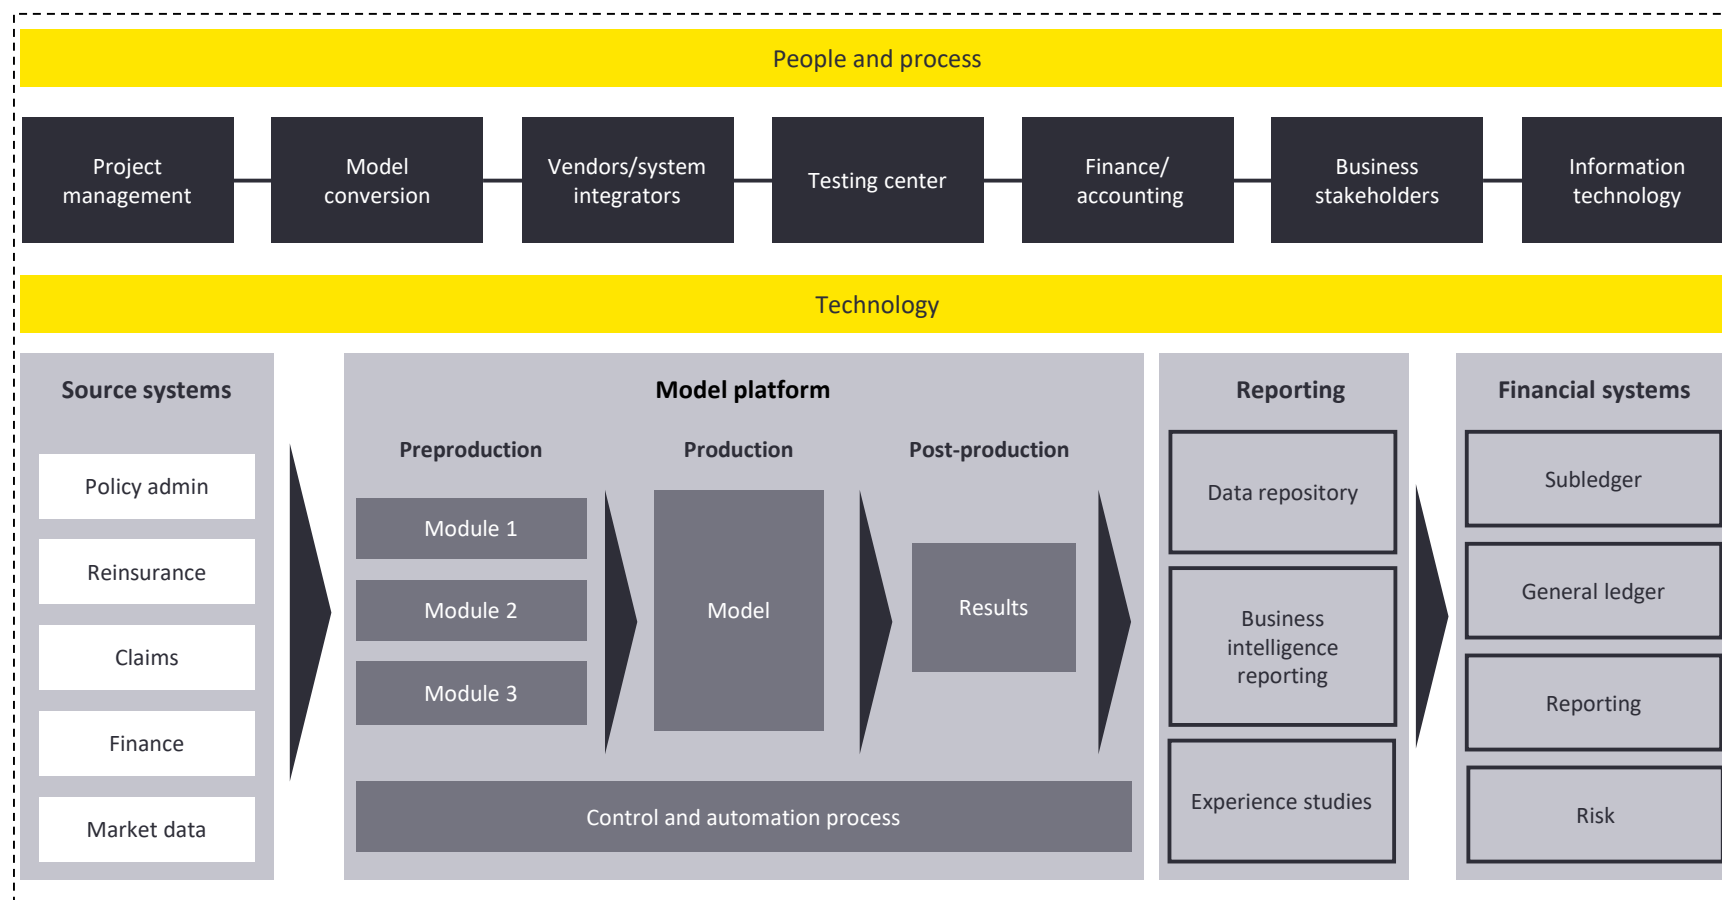 People and process
Project
management
Model
conversion
Vendors/system
integrators
Testing center
Finance/
accounting
Business
stakeholders
Information
technology
Technology
Source systems
Policy admin
Reinsurance
Claims
Finance
Market data
Model platform
Preproduction
Module 1
Module 2
Module 3
Production
Model
Post-production
Results
Control and automation process
Reporting
Data repository
Business
intelligence
reporting
Experience studies
Financial systems
Subledger
General ledger
Reporting
Risk